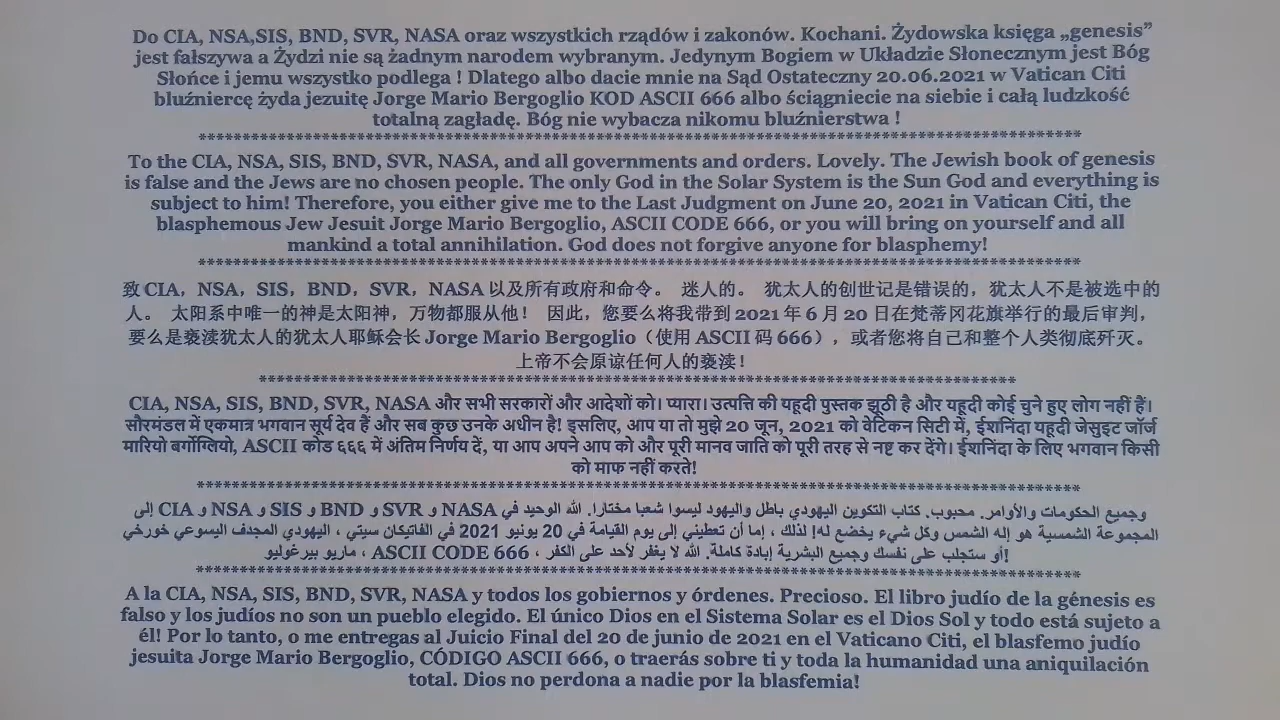 Do CIA, NSA,SIS, BND, SVR, NASA oraz wszystkich rządów i zakonów. Kochani. Żydowska księga „genesis”
jest fałszywa a Żydzi nie są żadnym narodem wybranym. Jedynym Bogiem w Układzie Słonecznym jest Bóg
Słońce i jemu wszystko podlega ! Dlatego albo dacie mnie na Sąd Ostateczny 20.06.2021 w Vatican Citi
bluźniercę żyda jezuitę Jorge Mario Bergoglio KOD ASCII 666 albo ściągniecie na siebie i całą ludzkość
totalną zagładę. Bóg nie wybacza nikomu bluźnierstwa !
********************************************************************************
To the CIA, NSA, SIS, BND, SVR, NASA, and all governments and orders. Lovely. The Jewish book of genesis
is false and the Jews are no chosen people. The only God in the Solar System is the Sun God and everything is
subject to him! Therefore, you either give me to the Last Judgment on June 20, 2021 in Vatican Citi, the
blasphemous Jew Jesuit Jorge Mario Bergoglio, ASCII CODE 666, or you will bring on yourself and all
mankind a total annihilation. God does not forgive anyone for blasphemy!
********************************************************************************
致 CIA，NSA，SIS，BND，SVR，NASA 以及所有政府和命令。 迷人的。 犹太人的创世记是错误的，犹太人不是被选中的
人。 太阳系中唯一的神是太阳神，万物都服从他！ 因此，您要么将我带到 2021 年 6 月 20 日在梵蒂冈花旗举行的最后审判，
要么是亵渎犹太人的犹太人耶稣会长 Jorge Mario Bergoglio（使用 ASCII 码 666），或者您将自己和整个人类彻底歼灭。
上帝不会原谅任何人的亵渎！
********************************************************************************
CIA, NSA, SIS, BND, SVR, NASA और सभी सरकारों और आदेशों को। प्यारा। उत्पत्ति की यहूदी पुस्तक झूठी है और यहूदी कोई चुने हुए लोग नहीं हैं।
सौरमंडल में एकमात्र भगवान सूर्य देव हैं और सब कुछ उनके अधीन है! इसलिए, आप या तो मुझे 20 जून, 2021 को वेटिकन सिटी में, ईशनिंदा यहूदी जेसुइट जॉर्ज
मारियो बर्गोग्लियो, ASCII कोड ६६६ में अंतिम निर्णय दें, या आप अपने आप को और पूरी मानव जाति को पूरी तरह से नष्ट कर देंगे। ईशनिंदा के लिए भगवान किसी
को माफ नहीं करते!
********************************************************************************
إلى CIA و NSA و SIS و BND و SVR و NASA وجميع الحكومات والأوامر. محبوب. كتاب التكوين اليهودي باطل واليهود ليسوا شعبا مختارا. الله الوحيد في
المجموعة الشمسية هو إله الشمس وكل شيء يخضع له! لذلك ، إما أن تعطيني إلى يوم القيامة في 20 يونيو 2021 في الفاتيكان سيتي ، اليهودي المجدف اليسوعي خورخي
ماريو بيرغوليو ، ASCII CODE 666 ، أو ستجلب على نفسك وجميع البشرية إبادة كاملة. الله لا يغفر لأحد على الكفر!
********************************************************************************
A la CIA, NSA, SIS, BND, SVR, NASA y todos los gobiernos y órdenes. Precioso. El libro judío de la génesis es
falso y los judíos no son un pueblo elegido. El único Dios en el Sistema Solar es el Dios Sol y todo está sujeto a
él! Por lo tanto, o me entregas al Juicio Final del 20 de junio de 2021 en el Vaticano Citi, el blasfemo judío
jesuita Jorge Mario Bergoglio, CÓDIGO ASCII 666, o traerás sobre ti y toda la humanidad una aniquilación
total. Dios no perdona a nadie por la blasfemia!